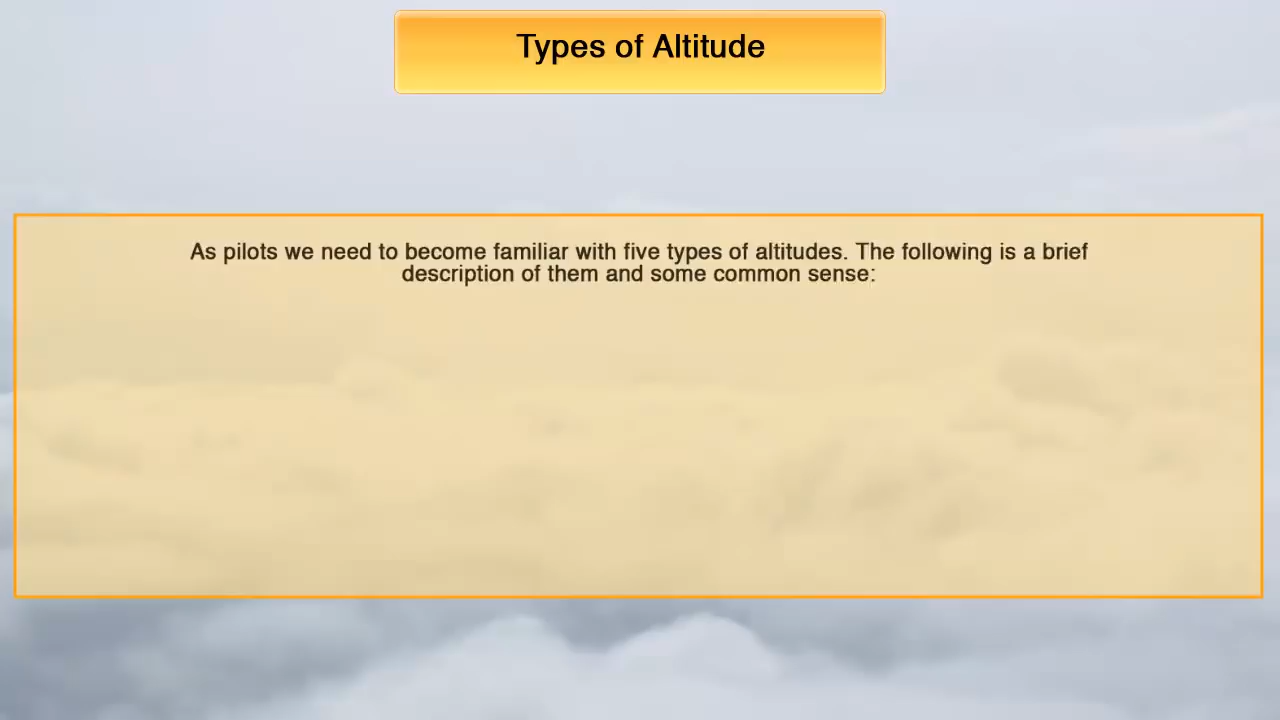 Types of Altitude
As pilots we need to become familiar with five types of altitudes. The following is a brief
description of them and some common sense: